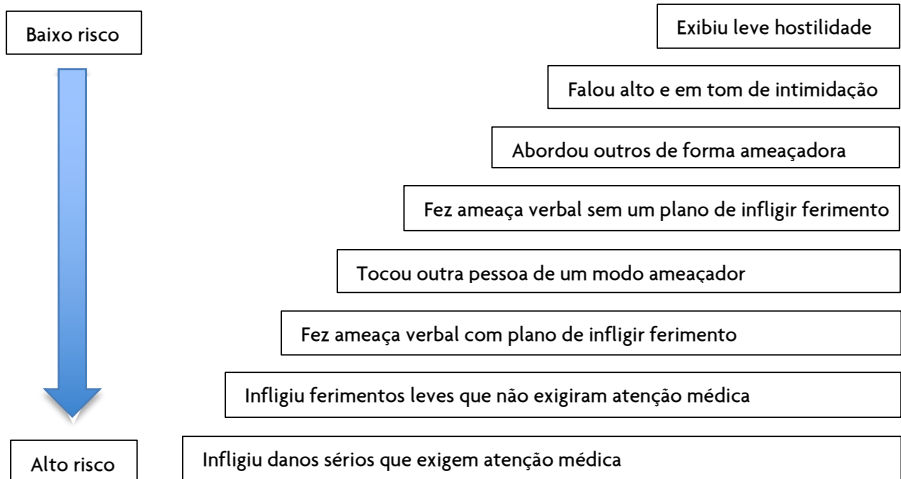 Baixo risco
Exibiu leve hostilidade
Falou alto e em tom de intimidação
Abordou outros de forma ameaçadora
Fez ameaça verbal sem um plano de infligir ferimento
Tocou outra pessoa de um modo ameaçador
Fez ameaça verbal com plano de infligir ferimento
Infligiu ferimentos leves que não exigiram atenção médica
Alto risco
Infligiu danos sérios que exigem atenção médica